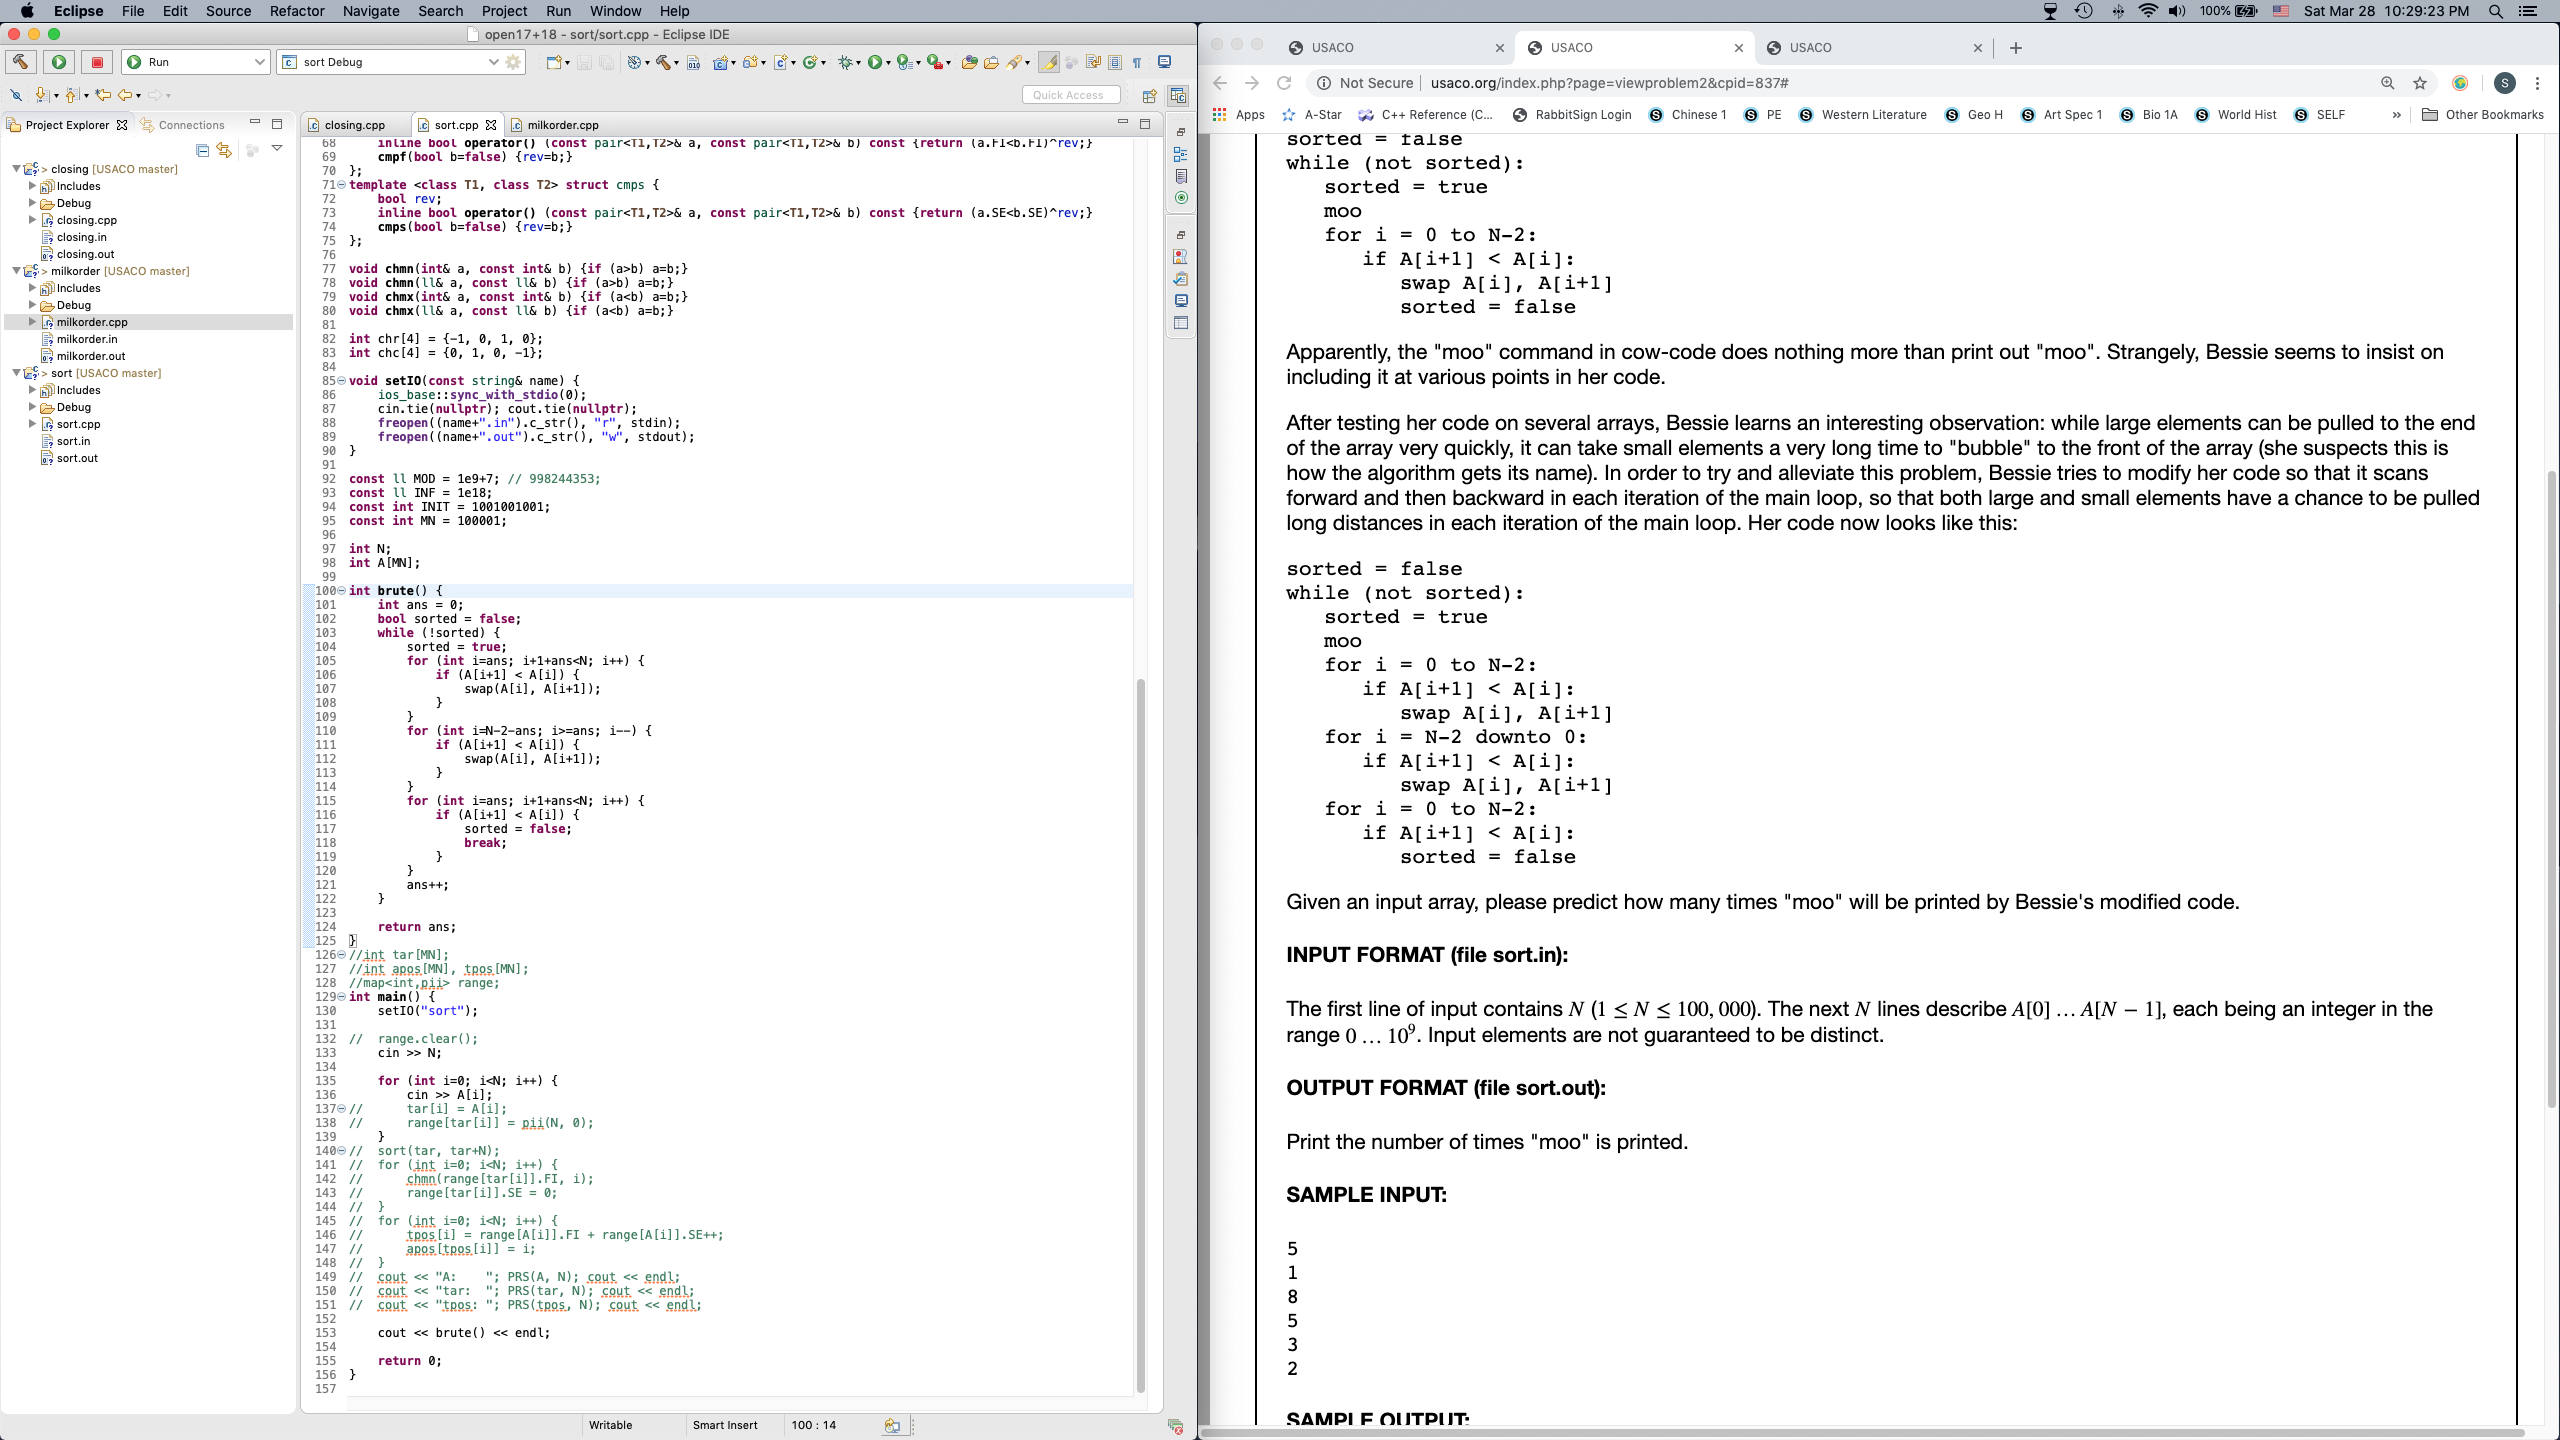 Eclipse File Edit Source Refactor Navigate Search Project Run Window Help
100% Sat Mar 28 10:29:23 PM
open17+18 - sort/sort.cpp - Eclipse IDE
Run
sort Debug
Quick Access
Project Explorer
Connections
> closing [USACO master]
Includes
Debug
closing.cpp
closing.in
closing.out
> milkorder [USACO master]
Includes
Debug
milkorder.cpp
milkorder.in
milkorder.out
> sort [USACO master]
Includes
Debug
sort.cpp
sort.in
sort.out
closing.cpp sort.cpp milkorder.cpp
68 inline bool operator() (const pair<T1,T2>& a, const pair<T1,T2>& b) const {return (a.FI<b.FI)^rev;}
69 cmpf(bool b=false) {rev=b;}
70 };
71 template <class T1, class T2> struct cmps {
72 bool rev;
73 inline bool operator() (const pair<T1,T2>& a, const pair<T1,T2>& b) const {return (a.SE<b.SE)^rev;}
74 cmps(bool b=false) {rev=b;}
75 };
76
77 void chmn(int& a, const int& b) {if (a>b) a=b;}
78 void chmn(ll& a, const ll& b) {if (a>b) a=b;}
79 void chmx(int& a, const int& b) {if (a<b) a=b;}
80 void chmx(ll& a, const ll& b) {if (a<b) a=b;}
81
82 int chr[4] = {-1, 0, 1, 0};
83 int chc[4] = {0, 1, 0, -1};
84
85 void setIO(const string& name) {
86 ios_base::sync_with_stdio(0);
87 cin.tie(nullptr); cout.tie(nullptr);
88 freopen((name+".in").c_str(), "r", stdin);
89 freopen((name+".out").c_str(), "w", stdout);
90 }
91
92 const ll MOD = 1e9+7; // 998244353;
93 const ll INF = 1e18;
94 const int INIT = 1001001001;
95 const int MN = 100001;
96
97 int N;
98 int A[MN];
99
100 int brute() {
101 int ans = 0;
102 bool sorted = false;
103 while (!sorted) {
104 sorted = true;
105 for (int i=ans; i+1+ans<N; i++) {
106 if (A[i+1] < A[i]) {
107 swap(A[i], A[i+1]);
108 }
109 }
110 for (int i=N-2-ans; i>=ans; i--) {
111 if (A[i+1] < A[i]) {
112 swap(A[i], A[i+1]);
113 }
114 }
115 for (int i=ans; i+1+ans<N; i++) {
116 if (A[i+1] < A[i]) {
117 sorted = false;
118 break;
119 }
120 }
121 ans++;
122 }
123
124 return ans;
125 }
126 //int tar[MN];
127 //int apos[MN], tpos[MN];
128 //map<int,pii> range;
129 int main() {
130 setIO("sort");
131
132 // range.clear();
133 cin >> N;
134
135 for (int i=0; i<N; i++) {
136 cin >> A[i];
137 // tar[i] = A[i];
138 // range[tar[i]] = pii(N, 0);
139 }
140 // sort(tar, tar+N);
141 // for (int i=0; i<N; i++) {
142 // chmn(range[tar[i]].FI, i);
143 // range[tar[i]].SE = 0;
144 // }
145 // for (int i=0; i<N; i++) {
146 // tpos[i] = range[A[i]].FI + range[A[i]].SE++;
147 // apos[tpos[i]] = i;
148 // }
149 // cout << "A: "; PRS(A, N); cout << endl;
150 // cout << "tar: "; PRS(tar, N); cout << endl;
151 // cout << "tpos: "; PRS(tpos, N); cout << endl;
152
153 cout << brute() << endl;
154
155 return 0;
156 }
157
Writable Smart Insert 100 : 14
USACO USACO USACO
Not Secure usaco.org/index.php?page=viewproblem2&cpid=837#
S
Apps A-Star C++ Reference (C... RabbitSign Login Chinese 1 PE Western Literature Geo H Art Spec 1 Bio 1A World Hist SELF » Other Bookmarks
sorted = false
while (not sorted):
sorted = true
moo
for i = 0 to N-2:
if A[i+1] < A[i]:
swap A[i], A[i+1]
sorted = false
Apparently, the "moo" command in cow-code does nothing more than print out "moo". Strangely, Bessie seems to insist on
including it at various points in her code.
After testing her code on several arrays, Bessie learns an interesting observation: while large elements can be pulled to the end
of the array very quickly, it can take small elements a very long time to "bubble" to the front of the array (she suspects this is
how the algorithm gets its name). In order to try and alleviate this problem, Bessie tries to modify her code so that it scans
forward and then backward in each iteration of the main loop, so that both large and small elements have a chance to be pulled
long distances in each iteration of the main loop. Her code now looks like this:
sorted = false
while (not sorted):
sorted = true
moo
for i = 0 to N-2:
if A[i+1] < A[i]:
swap A[i], A[i+1]
for i = N-2 downto 0:
if A[i+1] < A[i]:
swap A[i], A[i+1]
for i = 0 to N-2:
if A[i+1] < A[i]:
sorted = false
Given an input array, please predict how many times "moo" will be printed by Bessie's modified code.
INPUT FORMAT (file sort.in):
The first line of input contains N (1 ≤ N ≤ 100, 000). The next N lines describe A[0] … A[N − 1], each being an integer in the
range 0 … 10⁹. Input elements are not guaranteed to be distinct.
OUTPUT FORMAT (file sort.out):
Print the number of times "moo" is printed.
SAMPLE INPUT:
5
1
8
5
3
2
SAMPLE OUTPUT: